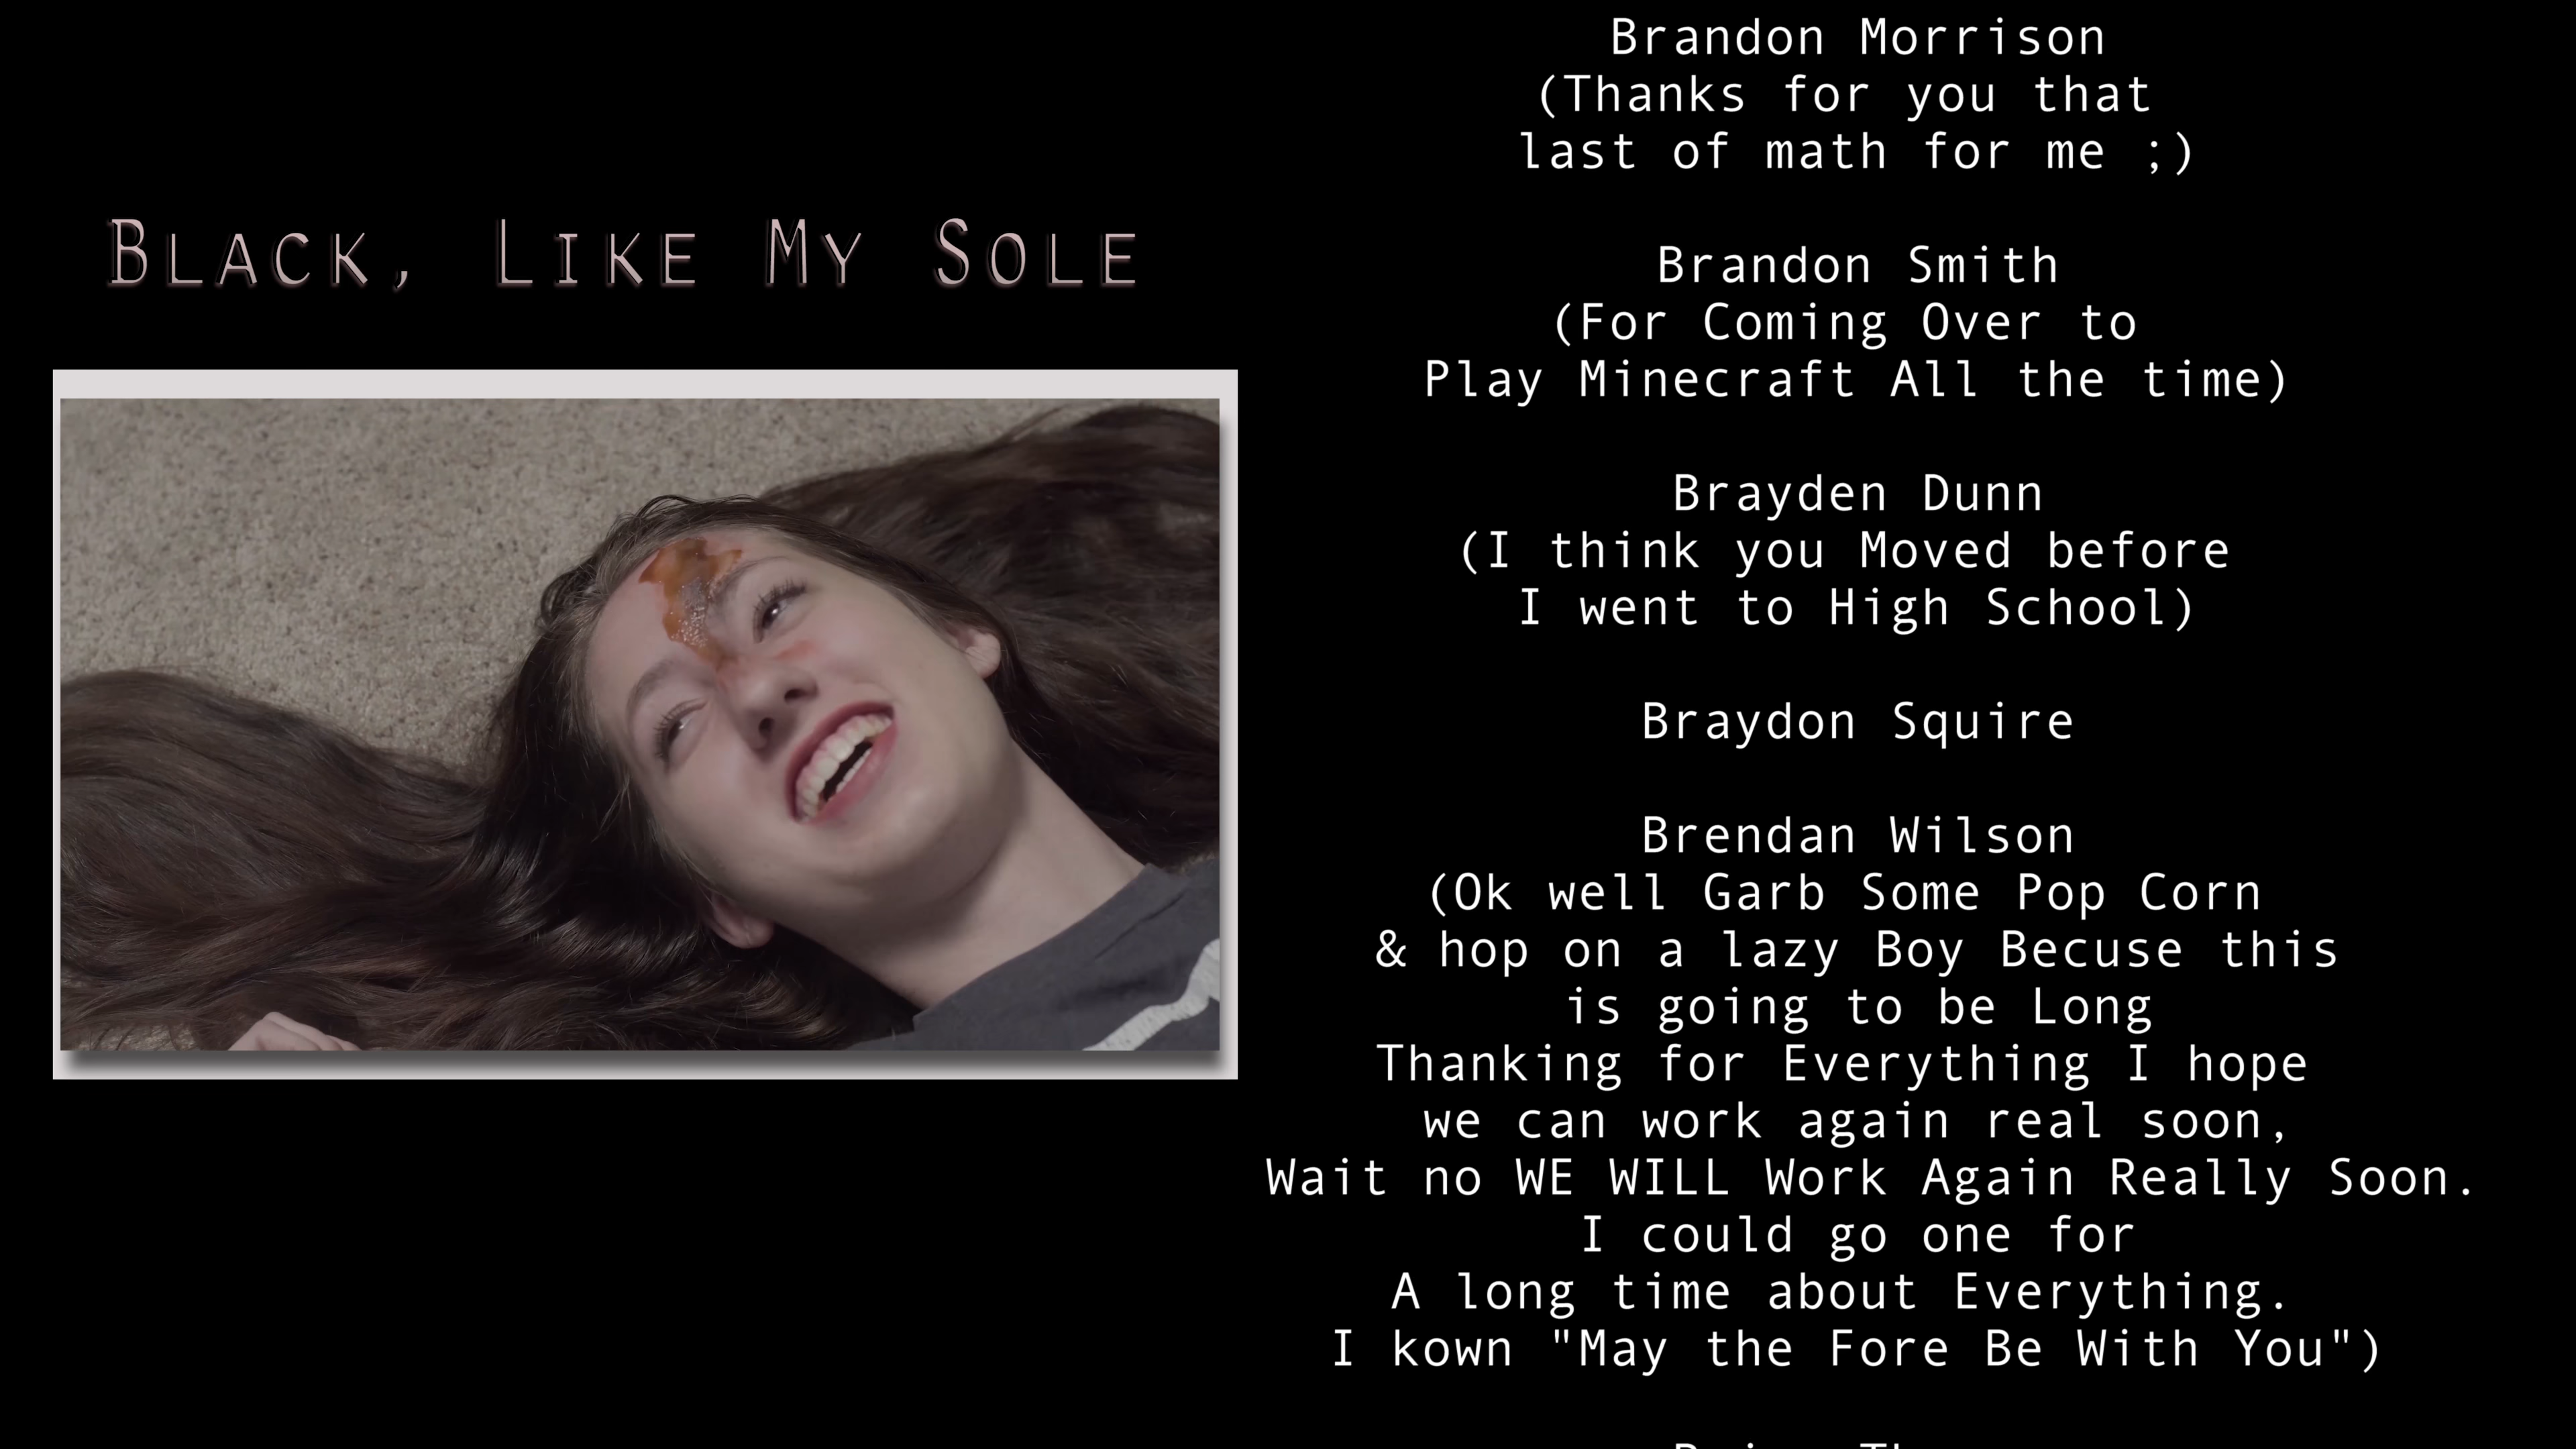 Black, Like My Sole
Brandon Morrison
(Thanks for you that
last of math for me ;)
Brandon Smith
(For Coming Over to
Play Minecraft All the time)
Brayden Dunn
(I think you Moved before
I went to High School)
Braydon Squire
Brendan Wilson
(Ok well Garb Some Pop Corn
& hop on a lazy Boy Becuse this
is going to be Long
Thanking for Everything I hope
we can work again real soon,
Wait no WE WILL Work Again Really Soon.
I could go one for
A long time about Everything.
I kown "May the Fore Be With You")